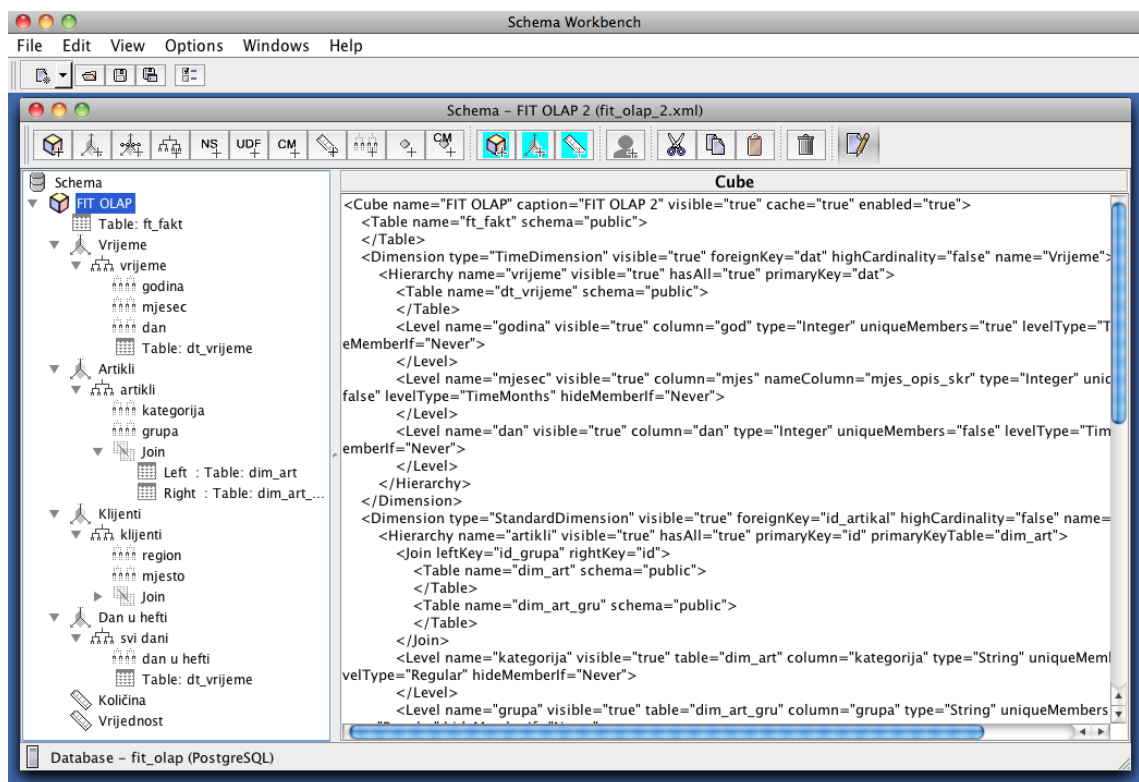 Schema Workbench
File Edit View Options Windows Help
Schema - FIT OLAP 2 (fit_olap_2.xml)
NS UDF CM CM
Schema
FIT OLAP
Table: ft_fakt
Vrijeme
vrijeme
godina
mjesec
dan
Table: dt_vrijeme
Artikli
artikli
kategorija
grupa
Join
Left : Table: dim_art
Right : Table: dim_art_...
Klijenti
klijenti
region
mjesto
Join
Dan u hefti
svi dani
dan u hefti
Table: dt_vrijeme
Količina
Vrijednost
Cube
<Cube name="FIT OLAP" caption="FIT OLAP 2" visible="true" cache="true" enabled="true">
<Table name="ft_fakt" schema="public">
</Table>
<Dimension type="TimeDimension" visible="true" foreignKey="dat" highCardinality="false" name="Vrijeme">
<Hierarchy name="vrijeme" visible="true" hasAll="true" primaryKey="dat">
<Table name="dt_vrijeme" schema="public">
</Table>
<Level name="godina" visible="true" column="god" type="Integer" uniqueMembers="true" levelType="T
eMemberIf="Never">
</Level>
<Level name="mjesec" visible="true" column="mjes" nameColumn="mjes_opis_skr" type="Integer" uniq
false" levelType="TimeMonths" hideMemberIf="Never">
</Level>
<Level name="dan" visible="true" column="dan" type="Integer" uniqueMembers="false" levelType="Tim
emberIf="Never">
</Level>
</Hierarchy>
</Dimension>
<Dimension type="StandardDimension" visible="true" foreignKey="id_artikal" highCardinality="false" name=
<Hierarchy name="artikli" visible="true" hasAll="true" primaryKey="id" primaryKeyTable="dim_art">
<Join leftKey="id_grupa" rightKey="id">
<Table name="dim_art" schema="public">
</Table>
<Table name="dim_art_gru" schema="public">
</Table>
</Join>
<Level name="kategorija" visible="true" table="dim_art" column="kategorija" type="String" uniqueMem
velType="Regular" hideMemberIf="Never">
</Level>
<Level name="grupa" visible="true" table="dim_art_gru" column="grupa" type="String" uniqueMembers
Database - fit_olap (PostgreSQL)